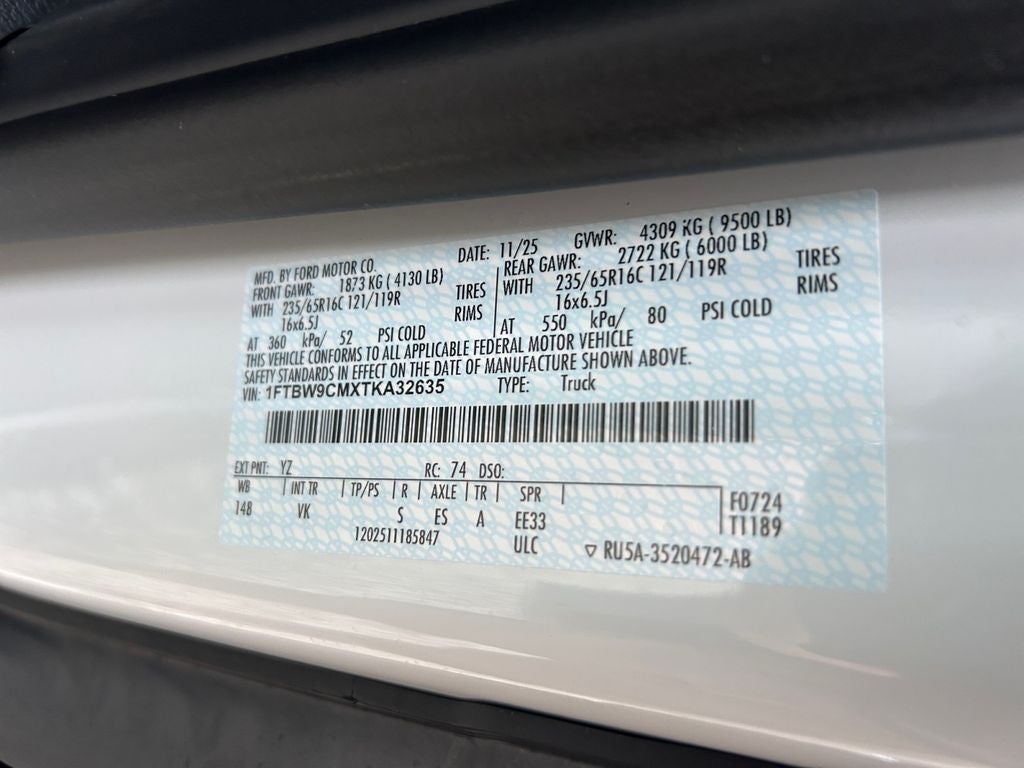 MFD. BY FORD MOTOR CO. DATE: 11/25 GVWR: 4309 KG ( 9500 LB)
FRONT GAWR: 1873 KG ( 4130 LB) REAR GAWR: 2722 KG ( 6000 LB)
WITH 235/65R16C 121/119R TIRES WITH 235/65R16C 121/119R TIRES
16x6.5J RIMS 16x6.5J RIMS
AT 360 kPa/ 52 PSI COLD AT 550 kPa/ 80 PSI COLD
THIS VEHICLE CONFORMS TO ALL APPLICABLE FEDERAL MOTOR VEHICLE
SAFETY STANDARDS IN EFFECT ON THE DATE OF MANUFACTURE SHOWN ABOVE.
VIN: 1FTBW9CMXTKA32635 TYPE: Truck
EXT PNT: YZ RC: 74 DSO:
WB INT TR TP/PS R AXLE TR SPR F0724
148 VK S ES A EE33 T1189
1202511185847 ULC RU5A-3520472-AB